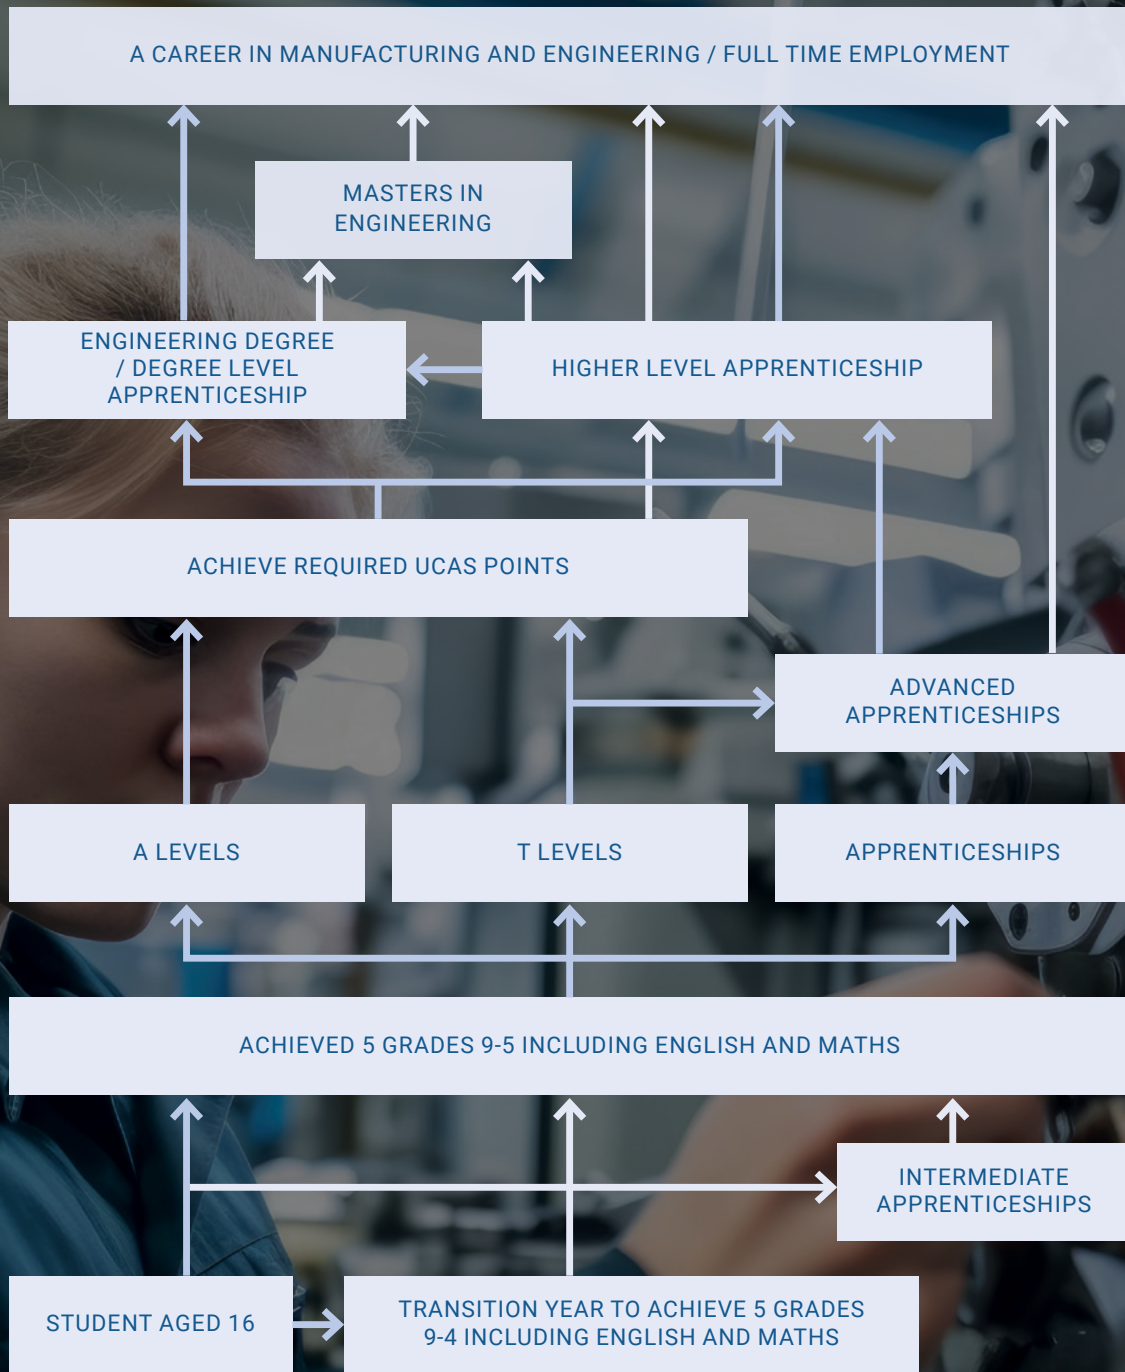 A CAREER IN MANUFACTURING AND ENGINEERING / FULL TIME EMPLOYMENT
MASTERS IN
ENGINEERING
ENGINEERING DEGREE
/ DEGREE LEVEL
APPRENTICESHIP
HIGHER LEVEL APPRENTICESHIP
ACHIEVE REQUIRED UCAS POINTS
ADVANCED
APPRENTICESHIPS
A LEVELS
T LEVELS
APPRENTICESHIPS
ACHIEVED 5 GRADES 9-5 INCLUDING ENGLISH AND MATHS
INTERMEDIATE
APPRENTICESHIPS
STUDENT AGED 16
TRANSITION YEAR TO ACHIEVE 5 GRADES
9-4 INCLUDING ENGLISH AND MATHS